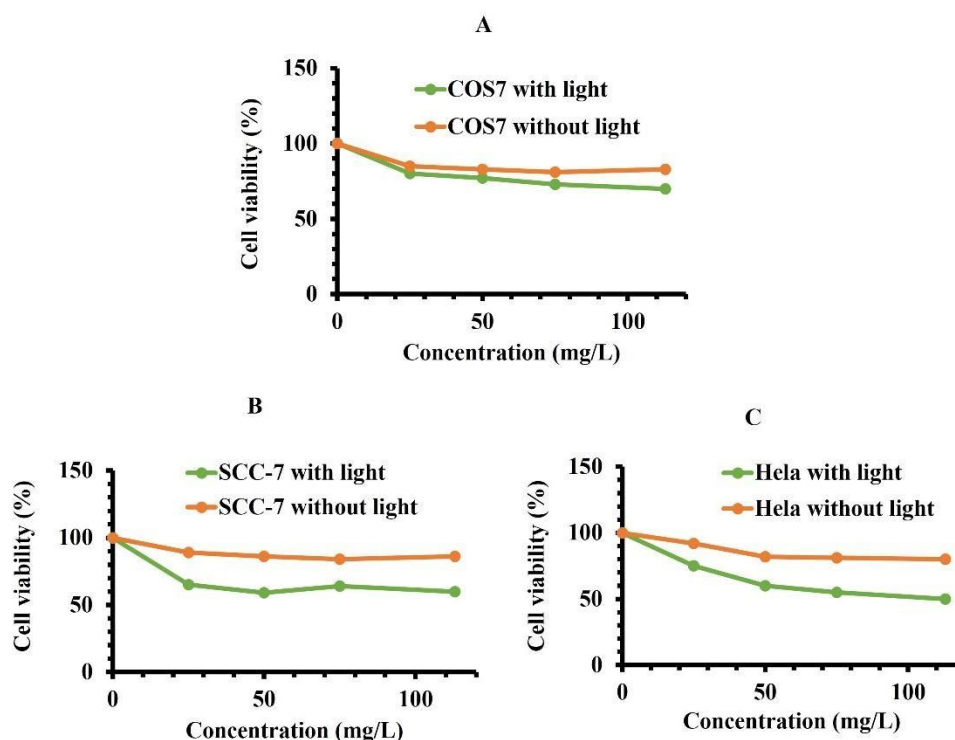 A
150
100
50
0
Cell viability (%)
COS7 with light
COS7 without light
0 50 100
Concentration (mg/L)
B
150
100
50
0
Cell viability (%)
SCC-7 with light
SCC-7 without light
0 50 100
Concentration (mg/L)
C
150
100
50
0
Cell viability (%)
Hela with light
Hela without light
0 50 100
Concentration (mg/L)